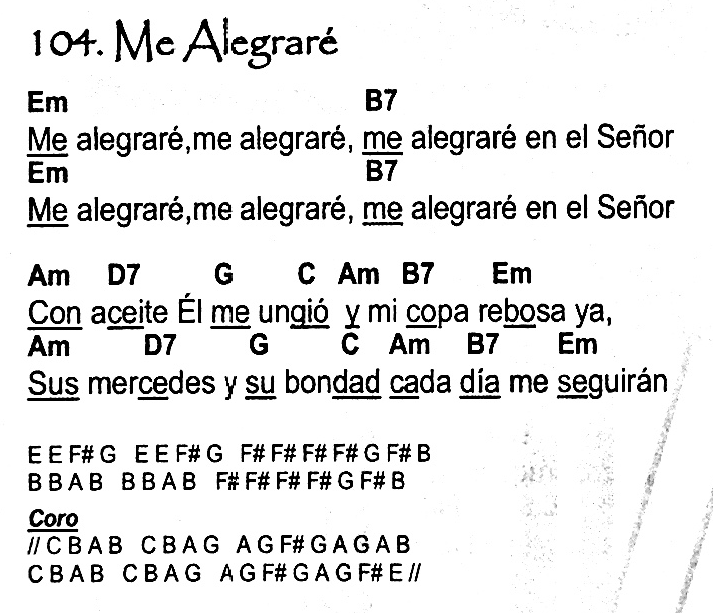 104. Me Alegraré
Em B7
Me alegraré,me alegraré, me alegraré en el Señor
Em B7
Me alegraré,me alegraré, me alegraré en el Señor
Am D7 G C Am B7 Em
Con aceite Él me ungió y mi copa rebosa ya,
Am D7 G C Am B7 Em
Sus mercedes y su bondad cada día me seguirán
E E F# G E E F# G F# F# F# F# G F# B
B B A B B B A B F# F# F# F# G F# B
Coro
// C B A B C B A G A G F# G A G A B
C B A B C B A G A G F# G A G F# E //